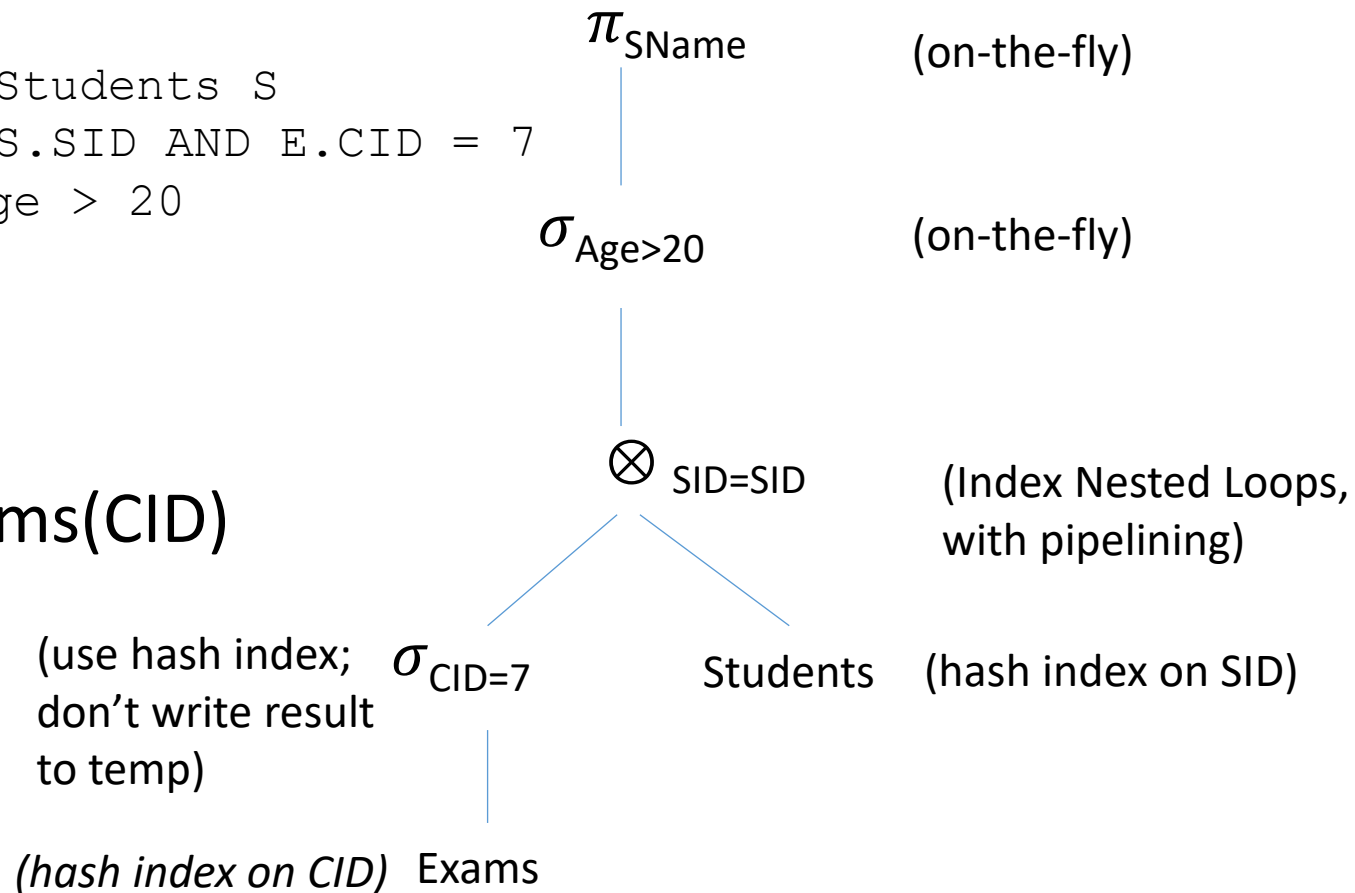 Students S
S.SID AND E.CID = 7
ge > 20
π SName (on-the-fly)
σ Age>20 (on-the-fly)
⊗ SID=SID (Index Nested Loops,
with pipelining)
ms(CID)
(use hash index; σ CID=7 Students (hash index on SID)
don’t write result
to temp)
(hash index on CID) Exams